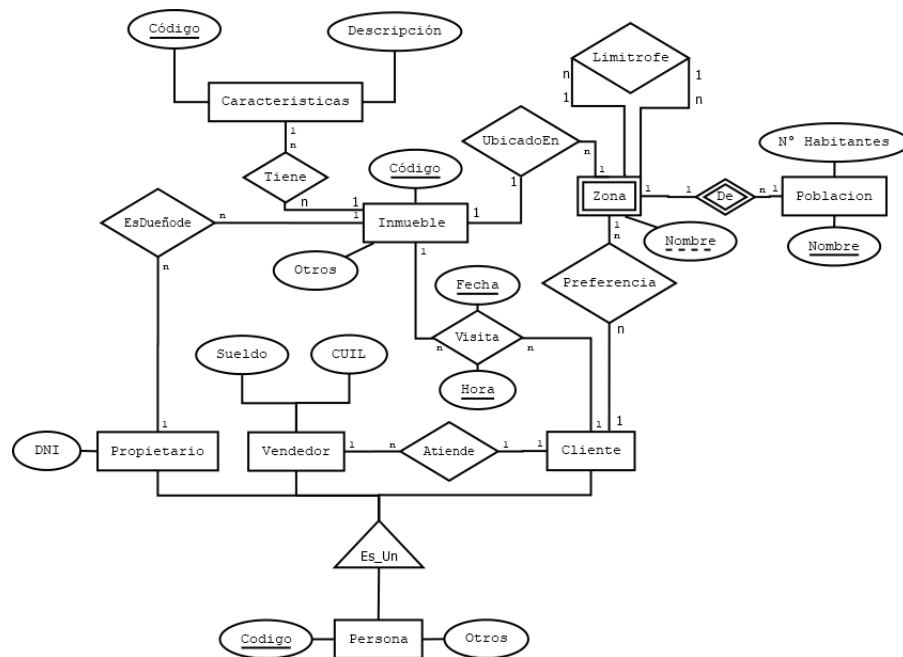 Código
Descripción
Caracteristicas
1
n
Tiene
n
1
Limitrofe
n
1
1
n
UbicadoEn
n
1
1
1
Código
Inmueble
1
1
Otros
EsDueñode
n
n
1
Zona
1
1
De
n
1
Poblacion
N° Habitantes
Nombre
Nombre
1
n
Preferencia
n
1
Fecha
Visita
n
n
Hora
1
Sueldo
CUIL
DNI
Propietario
Vendedor
1
n
Atiende
1
1
Cliente
Es_Un
Codigo
Persona
Otros